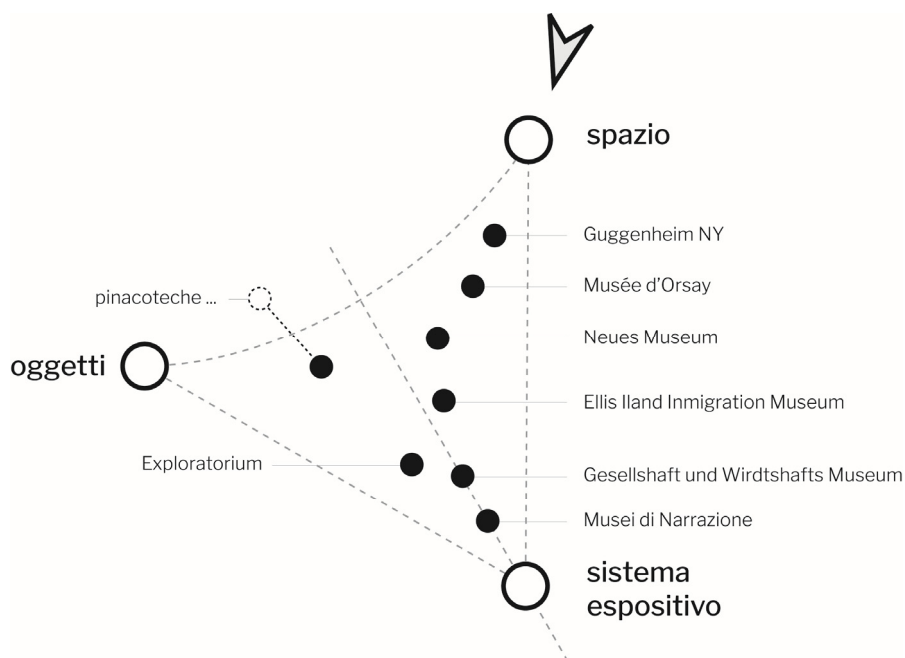 spazio
Guggenheim NY
Musée d'Orsay
pinacoteche ...
Neues Museum
oggetti
Ellis Iland Inmigration Museum
Exploratorium
Gesellshaft und Wirdtshafts Museum
Musei di Narrazione
sistema
espositivo